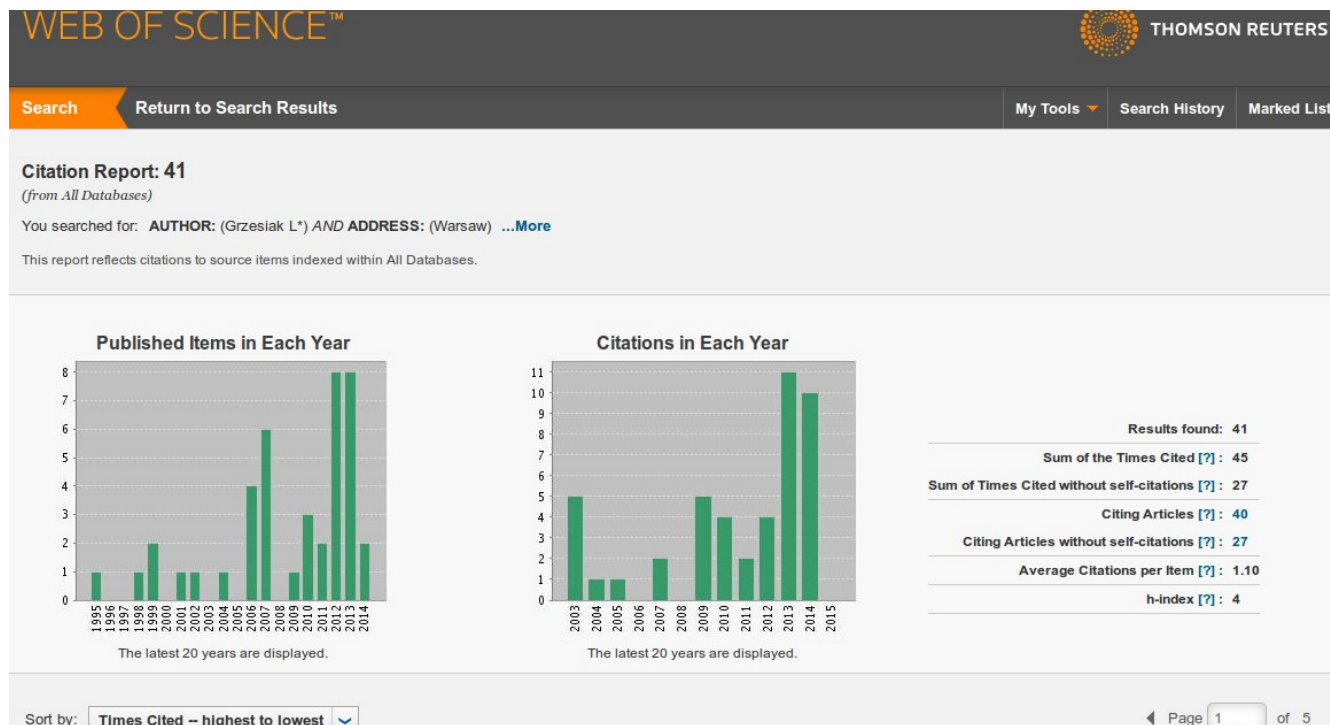 WEB OF SCIENCE™
THOMSON REUTERS
Search Return to Search Results My Tools Search History Marked List
Citation Report: 41
(from All Databases)
You searched for: AUTHOR: (Grzesiak L*) AND ADDRESS: (Warsaw) ...More
This report reflects citations to source items indexed within All Databases.
Published Items in Each Year
8
7
6
5
4
3
2
1
0
1995 1996 1997 1998 1999 2000 2001 2002 2003 2004 2005 2006 2007 2008 2009 2010 2011 2012 2013 2014
The latest 20 years are displayed.
Citations in Each Year
11
10
9
8
7
6
5
4
3
2
1
0
2003 2004 2005 2006 2007 2008 2009 2010 2011 2012 2013 2014 2015
The latest 20 years are displayed.
Results found: 41
Sum of the Times Cited [?] : 45
Sum of Times Cited without self-citations [?] : 27
Citing Articles [?] : 40
Citing Articles without self-citations [?] : 27
Average Citations per Item [?] : 1.10
h-index [?] : 4
Sort by: Times Cited -- highest to lowest
Page 1 of 5